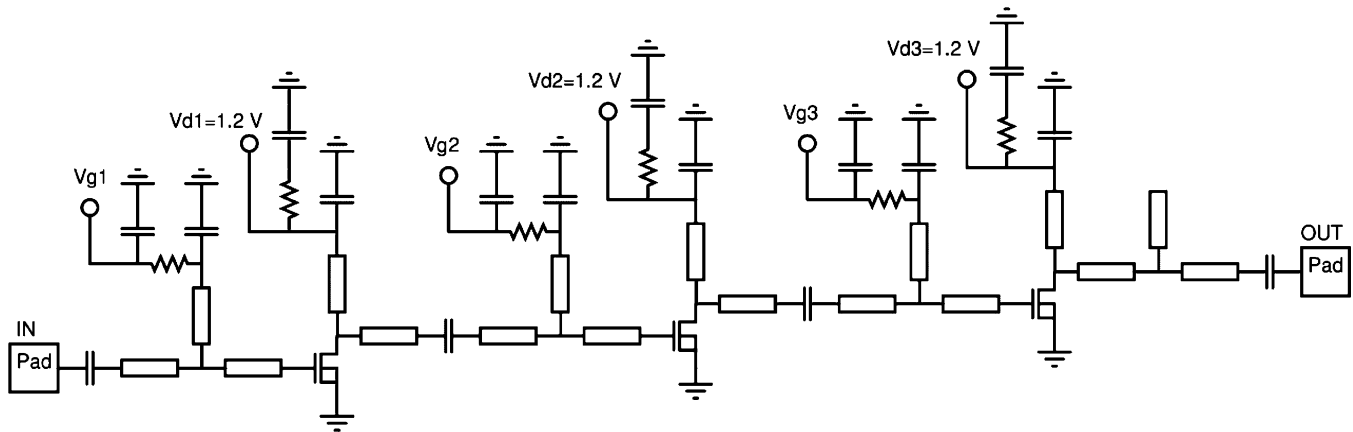 Vd3=1.2 V
Vd2=1.2 V
Vd1=1.2 V
Vg3
Vg2
Vg1
OUT
Pad
IN
Pad